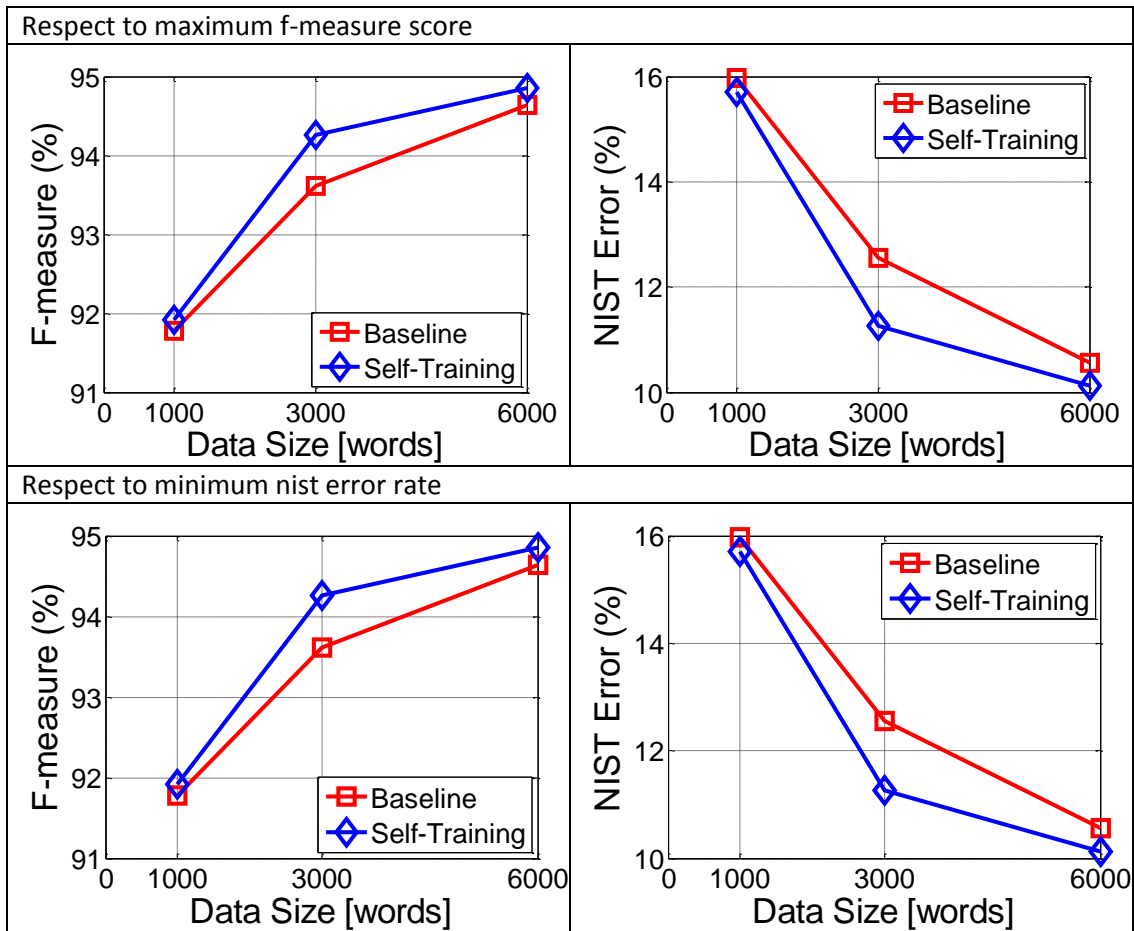 Respect to maximum f-measure score
95
94
93
92
91
F-measure (%)
Baseline
Self-Training
0 1000 3000 6000
Data Size [words]
16
14
12
10
NIST Error (%)
Baseline
Self-Training
0 1000 3000 6000
Data Size [words]
Respect to minimum nist error rate
95
94
93
92
91
F-measure (%)
Baseline
Self-Training
0 1000 3000 6000
Data Size [words]
16
14
12
10
NIST Error (%)
Baseline
Self-Training
0 1000 3000 6000
Data Size [words]